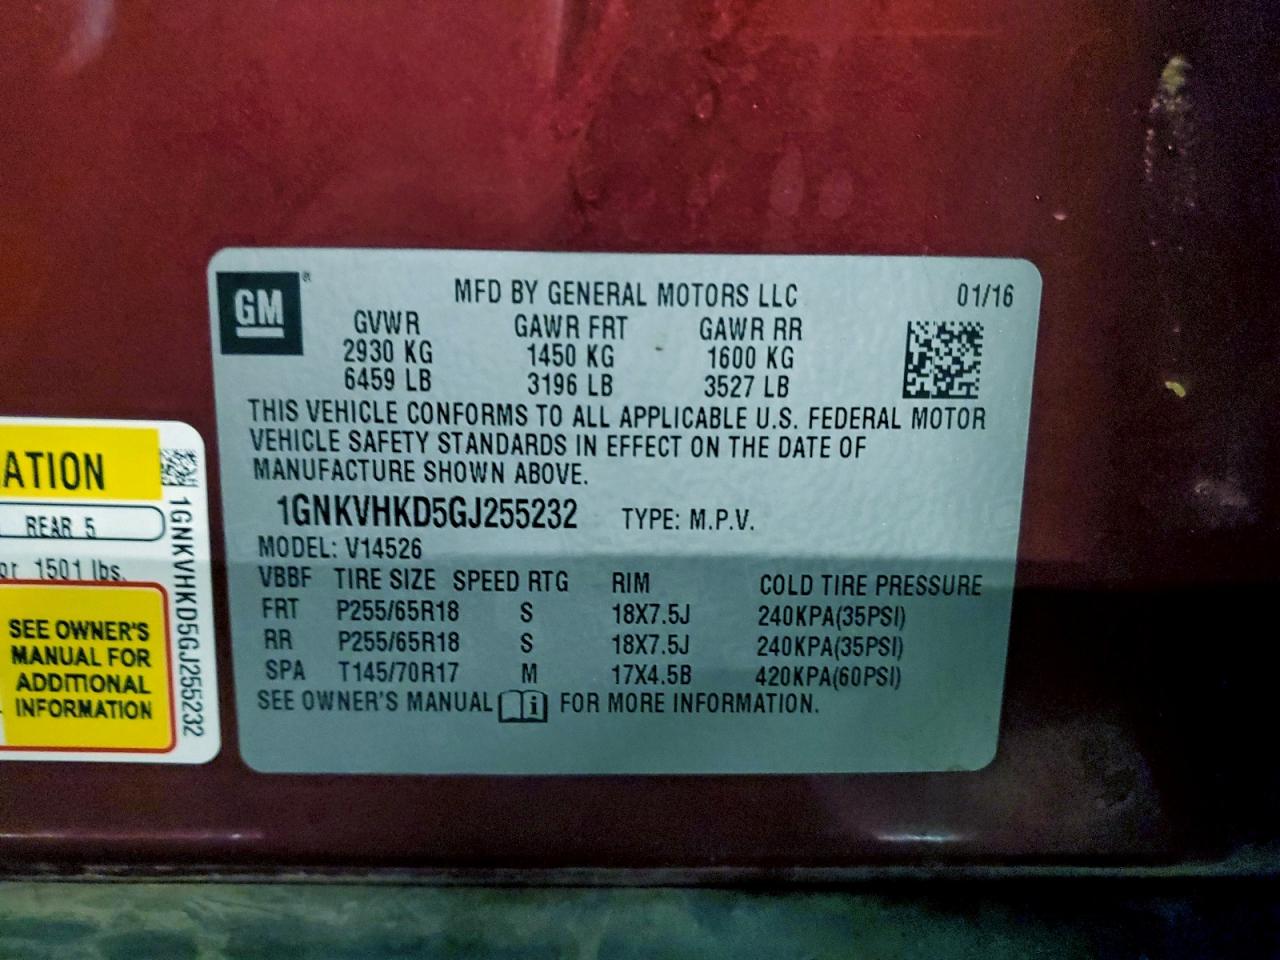 GM
®
MFD BY GENERAL MOTORS LLC 01/16
GVWR GAWR FRT GAWR RR
2930 KG 1450 KG 1600 KG
6459 LB 3196 LB 3527 LB
THIS VEHICLE CONFORMS TO ALL APPLICABLE U.S. FEDERAL MOTOR
VEHICLE SAFETY STANDARDS IN EFFECT ON THE DATE OF
MANUFACTURE SHOWN ABOVE.
1GNKVHKD5GJ255232 TYPE: M.P.V.
MODEL: V14526
VBBF TIRE SIZE SPEED RTG RIM COLD TIRE PRESSURE
FRT P255/65R18 S 18X7.5J 240KPA(35PSI)
RR P255/65R18 S 18X7.5J 240KPA(35PSI)
SPA T145/70R17 M 17X4.5B 420KPA(60PSI)
SEE OWNER'S MANUAL i FOR MORE INFORMATION.
ATION
REAR 5
or 1501 lbs.
SEE OWNER'S
MANUAL FOR
ADDITIONAL
INFORMATION
1GNKVHKD5GJ255232